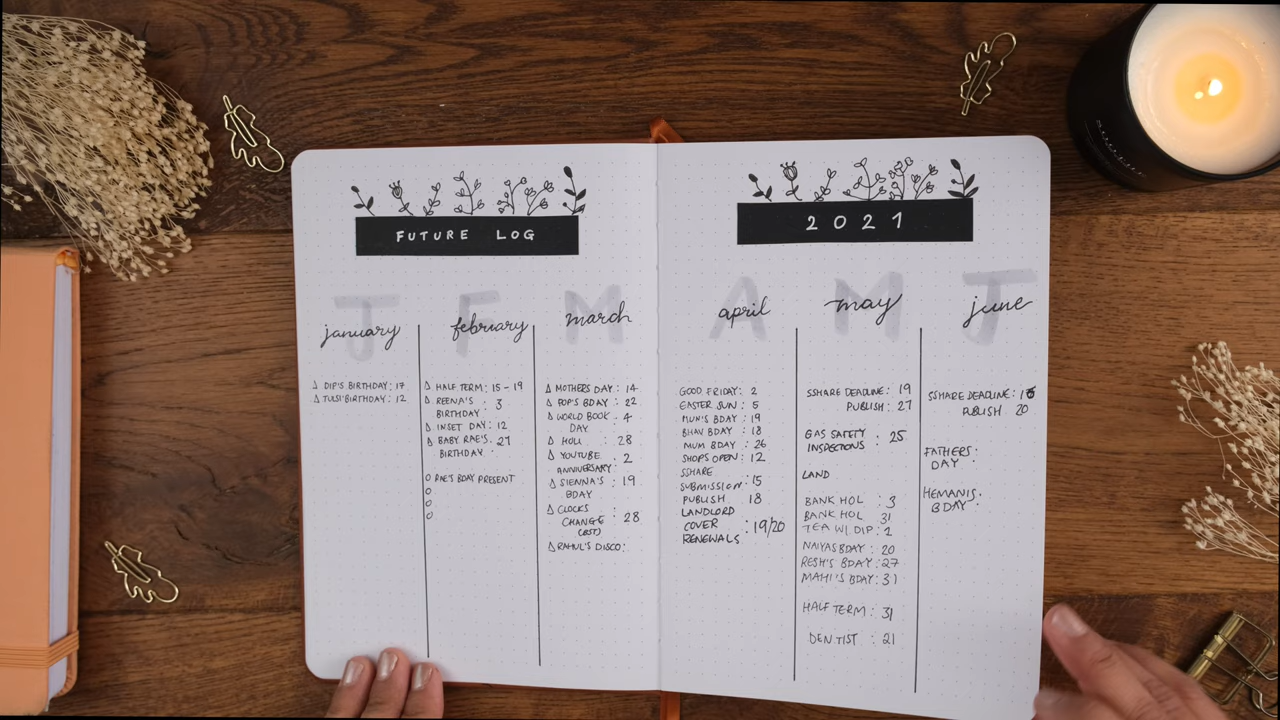 FUTURE LOG
2021
J
january
Δ DIP'S BIRTHDAY: 17
Δ TULSI BIRTHDAY: 12
F
february
Δ HALF TERM: 15 - 19
Δ REENA'S : 3
BIRTHDAY
Δ INSET DAY: 12
Δ BABY RAE'S : 27
BIRTHDAY
O RAE'S BDAY PRESENT
O
O
O
M
march
Δ MOTHERS DAY: 14
Δ POP'S BDAY : 22
Δ WORLD BOOK : 4
DAY
Δ HOLI : 28
Δ YOUTUBE : 2
ANNIVERSARY
Δ SIENNA'S : 19
BDAY
Δ CLOCKS
CHANGE : 28
(BST)
Δ RAHUL'S DISCO:
A
april
GOOD FRIDAY: 2
EASTER SUN: 5
MUN'S BDAY : 19
BHAV BDAY : 18
MUM BDAY : 26
SHOPS OPEN: 12
SSHARE
SUBMISSION: 15
PUBLISH 18
LANDLORD
COVER : 19/20
RENEWALS
M
may
SSHARE DEADLINE: 19
PUBLISH : 27
GAS SAFETY : 25
INSPECTIONS
LAND
BANK HOL : 3
BANK HOL 31
TEA W/ DIP: 2
NAIYAS BDAY : 20
RESH'S BDAY : 27
MAHI'S BDAY: 31
HALF TERM : 31
DENTIST : 21
J
june
SSHARE DEADLINE:
PUBLISH 20
FATHERS :
DAY
HEMANIS :
BDAY